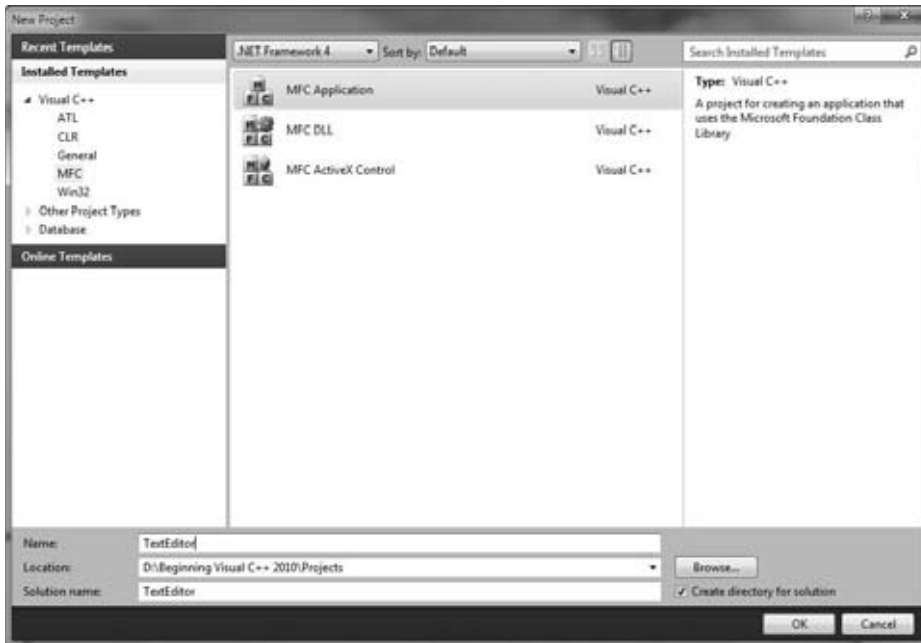 New Project
Recent Templates
Installed Templates
Visual C++
ATL
CLR
General
MFC
Win32
Other Project Types
Database
Online Templates
.NET Framework 4
Sort by: Default
MFC Application Visual C++
MFC DLL Visual C++
MFC ActiveX Control Visual C++
Search Installed Templates
Type: Visual C++
A project for creating an application that
uses the Microsoft Foundation Class
Library
Name: TextEditor
Location: D:\Beginning Visual C++ 2010\Projects
Browse...
Solution name: TextEditor
Create directory for solution
OK Cancel